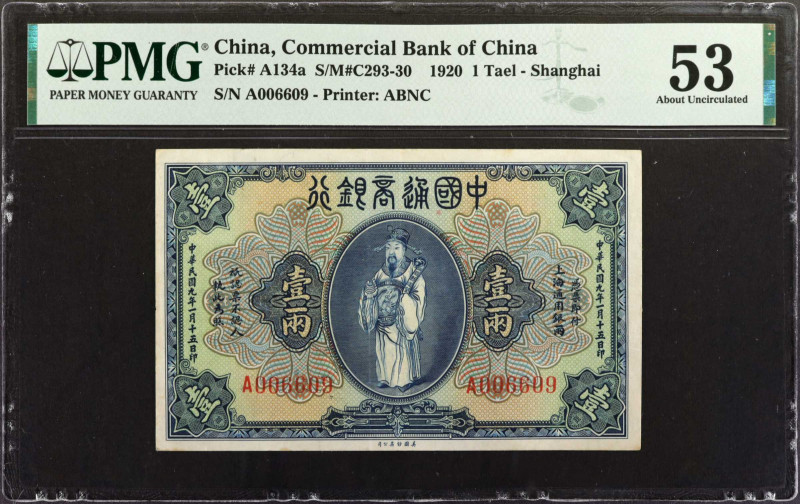 PMG®
PAPER MONEY GUARANTY
China, Commercial Bank of China
Pick# A134a S/M#C293-30 1920 1 Tael - Shanghai
S/N A006609 - Printer: ABNC
53
About Uncirculated
中國通商銀行
壹
壹
中華民國九年一月十五日印
上海通用銀兩
壹兩
壹兩
中華民國九年一月十五日印
A006609
A006609
壹
壹